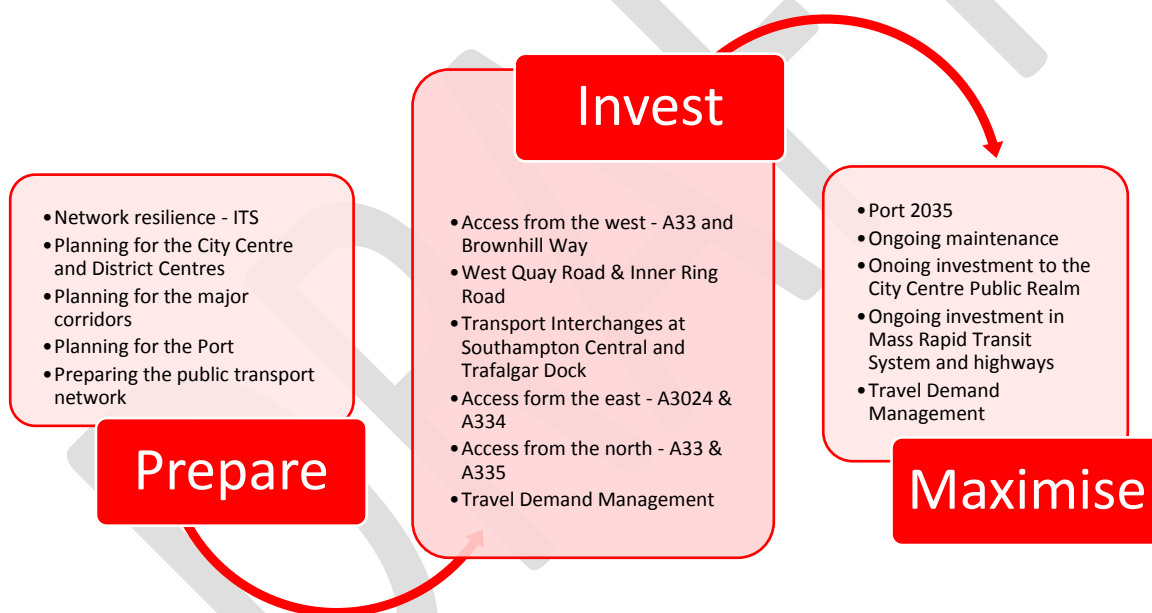 Prepare
•Network resilience - ITS
•Planning for the City Centre
and District Centres
•Planning for the major
corridors
•Planning for the Port
•Preparing the public transport
network
Invest
•Access from the west - A33 and
Brownhill Way
•West Quay Road & Inner Ring
Road
•Transport Interchanges at
Southampton Central and
Trafalgar Dock
•Access form the east - A3024 &
A334
•Access from the north - A33 &
A335
•Travel Demand Management
Maximise
•Port 2035
•Ongoing maintenance
•Onoing investment to the
City Centre Public Realm
•Ongoing investment in
Mass Rapid Transit
System and highways
•Travel Demand
Management